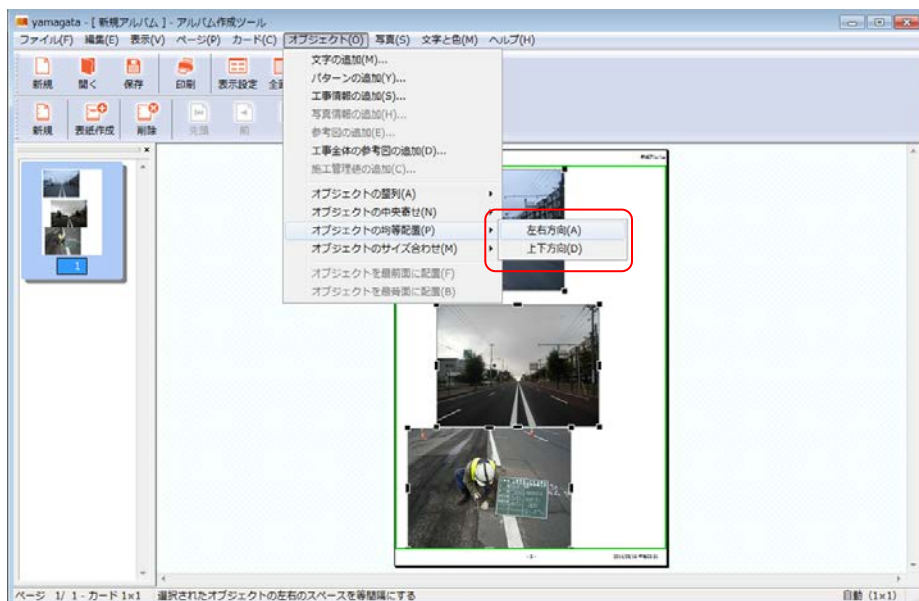 yamagata - [ 新規アルバム ] - アルバム作成ツール
ファイル(F) 編集(E) 表示(V) ページ(P) カード(C) オブジェクト(O) 写真(S) 文字と色(M) ヘルプ(H)
新規 開く 保存 印刷 表示設定
新規 表紙作成 削除 先頭 前
文字の追加(M)...
パターンの追加(Y)...
工事情報の追加(S)...
写真情報の追加(H)...
参考図の追加(E)...
工事全体の参考図の追加(D)...
施工管理値の追加(C)...
オブジェクトの整列(A)
オブジェクトの中央寄せ(N)
オブジェクトの均等配置(P)
オブジェクトのサイズ合わせ(M)
オブジェクトを最前面に配置(F)
オブジェクトを最背面に配置(B)
左右方向(A)
上下方向(D)
1
ページ 1/ 1 - カード 1×1 選択されたオブジェクトの左右のスペースを等間隔にする
自動 (1×1)